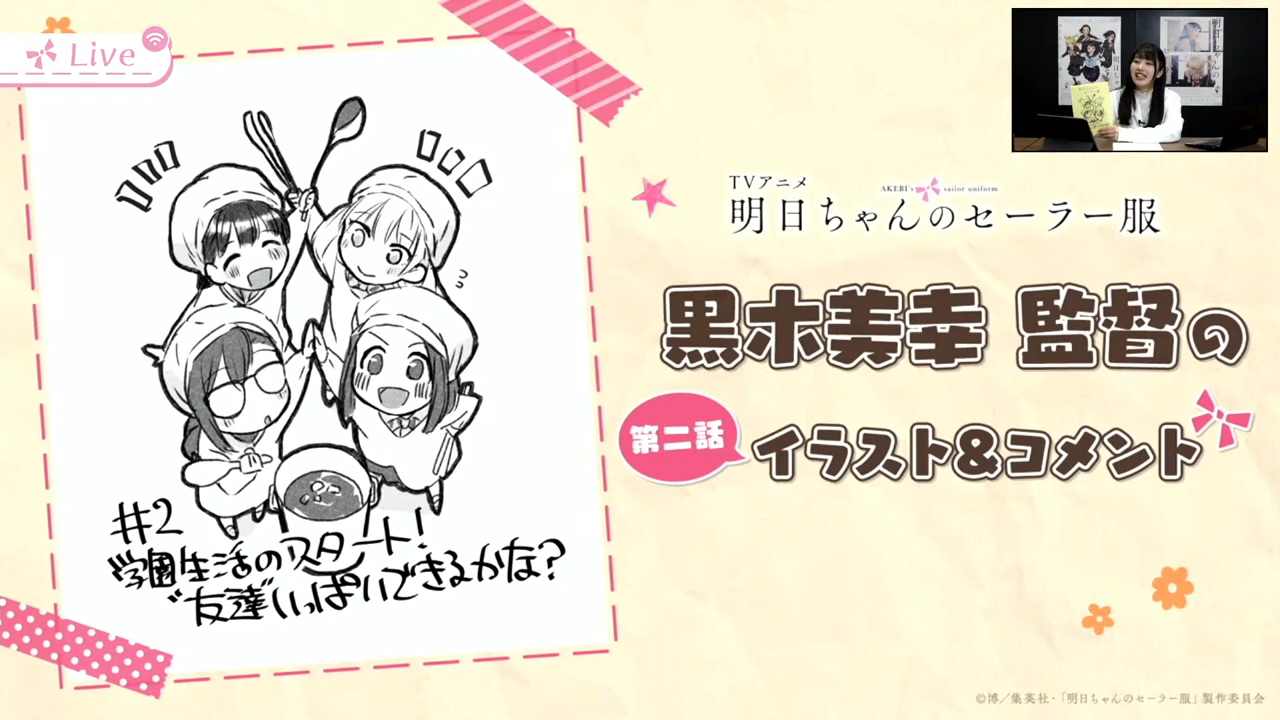 Live
TVアニメ
AKEBI's sailor uniform
明日ちゃんのセーラー服
黒木美幸 監督の
第二話
イラスト&コメント
#2
学園生活のスタート!
友達いっぱいできるかな?
©博/集英社・「明日ちゃんのセーラー服」製作委員会